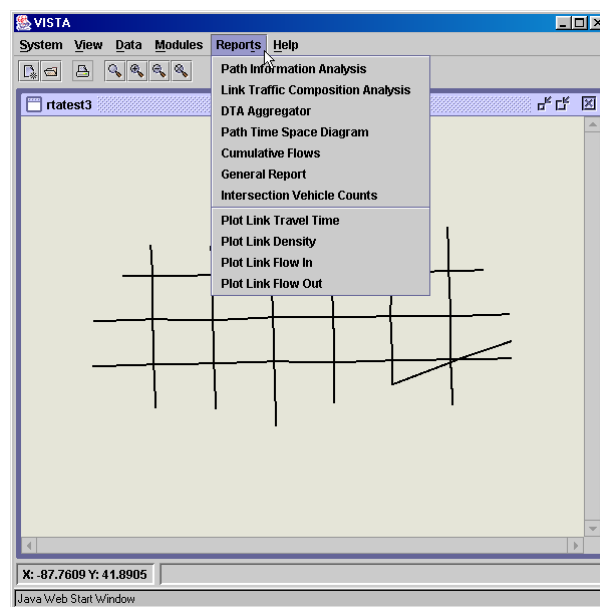 VISTA
System View Data Modules Reports Help
Path Information Analysis
Link Traffic Composition Analysis
rtatest3
DTA Aggregator
Path Time Space Diagram
Cumulative Flows
General Report
Intersection Vehicle Counts
Plot Link Travel Time
Plot Link Density
Plot Link Flow In
Plot Link Flow Out
X: -87.7609 Y: 41.8905
Java Web Start Window